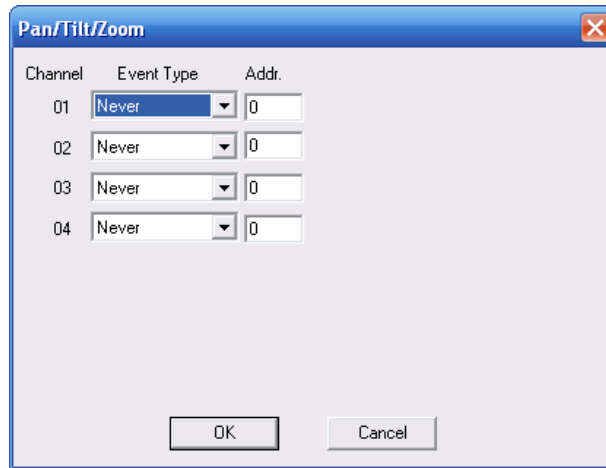 Pan/Tilt/Zoom
Channel Event Type Addr.
01 Never 0
02 Never 0
03 Never 0
04 Never 0
OK Cancel